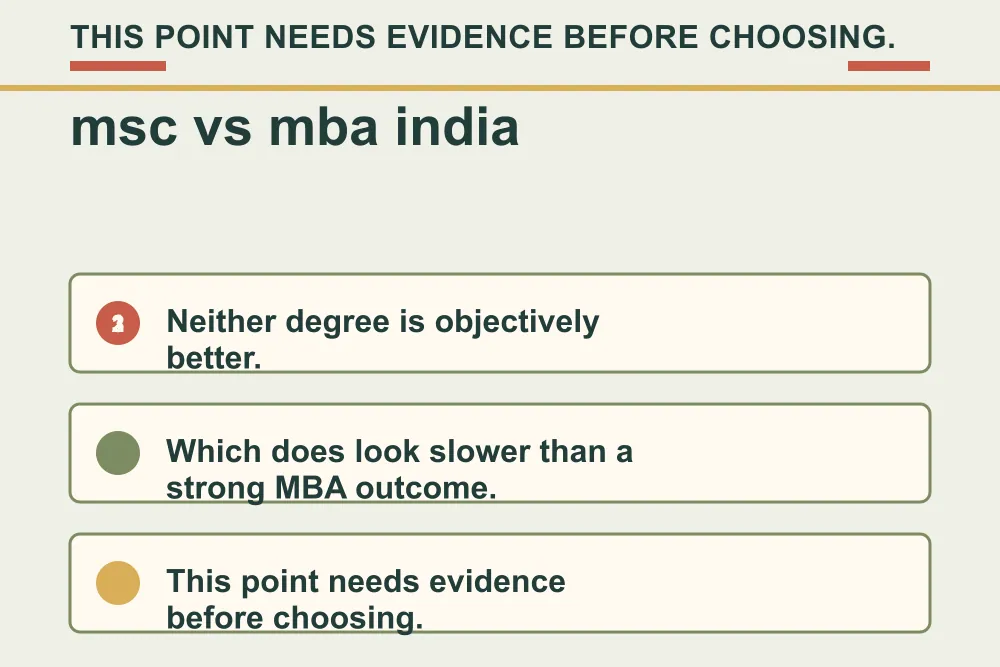 THIS POINT NEEDS EVIDENCE BEFORE CHOOSING.
msc vs mba india
Neither degree is objectively
better.
Which does look slower than a
strong MBA outcome.
This point needs evidence
before choosing.